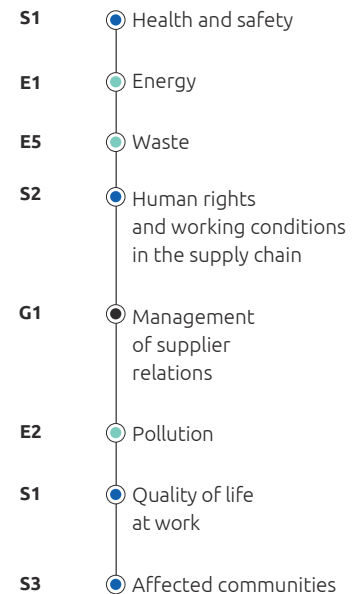 S1 Health and safety
E1 Energy
E5 Waste
S2 Human rights
and working conditions
in the supply chain
G1 Management
of supplier
relations
E2 Pollution
S1 Quality of life
at work
S3 Affected communities